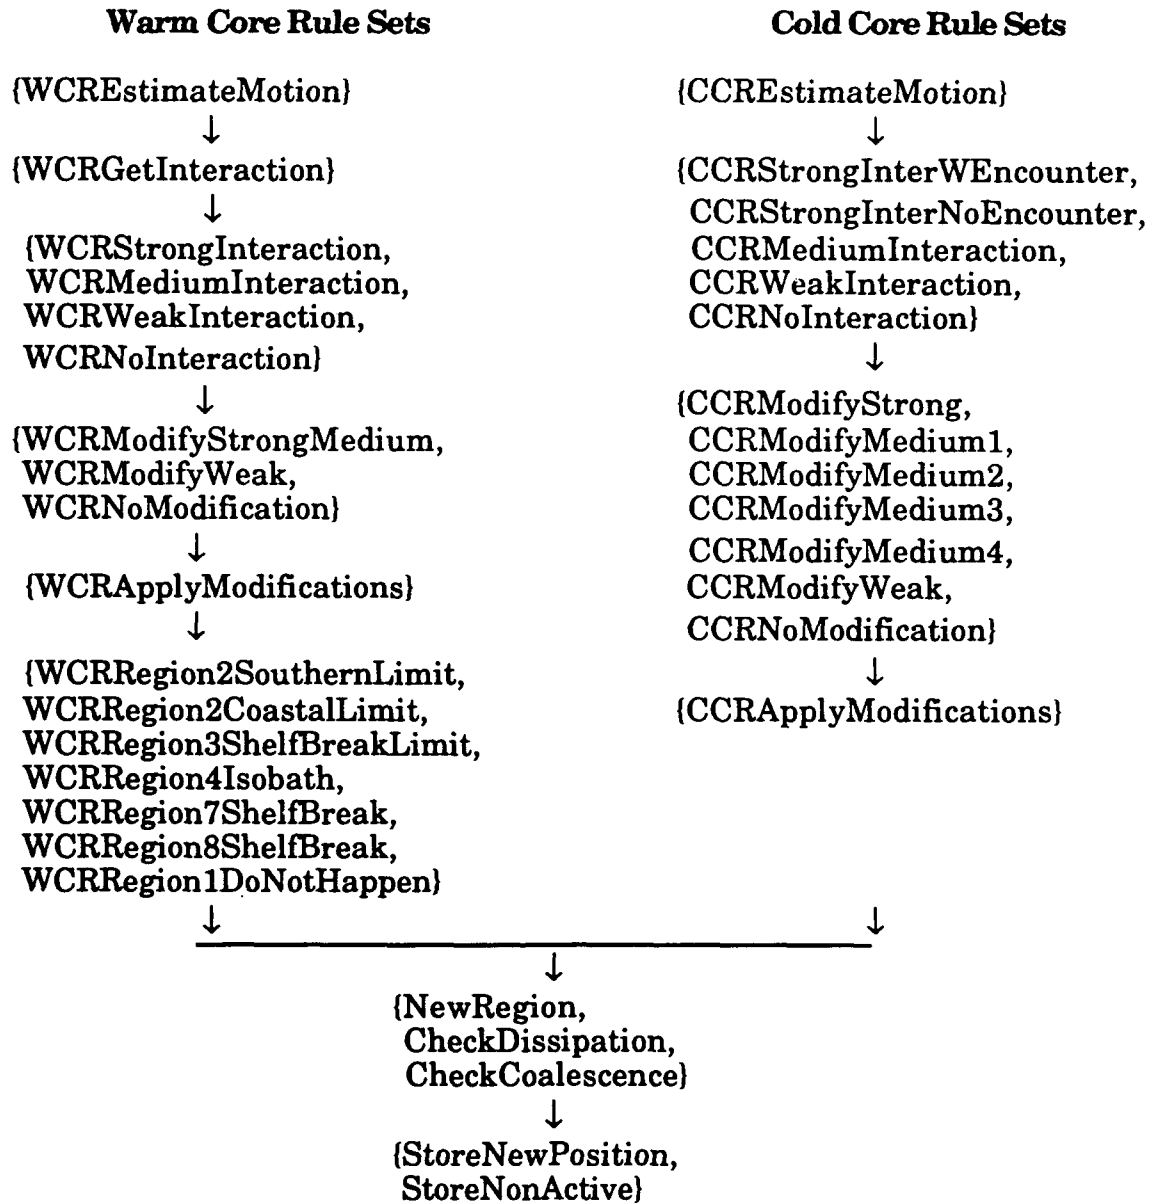 Warm Core Rule Sets
{WCREstimateMotion}
↓
{WCRGetInteraction}
↓
{WCRStrongInteraction,
WCRMediumInteraction,
WCRWeakInteraction,
WCRNoInteraction}
↓
{WCRModifyStrongMedium,
WCRModifyWeak,
WCRNoModification}
↓
{WCRApplyModifications}
↓
{WCRRegion2SouthernLimit,
WCRRegion2CoastalLimit,
WCRRegion3ShelfBreakLimit,
WCRRegion4Isobath,
WCRRegion7ShelfBreak,
WCRRegion8ShelfBreak,
WCRRegion1DoNotHappen}
↓
Cold Core Rule Sets
{CCREstimateMotion}
↓
{CCRStrongInterWEncounter,
CCRStrongInterNoEncounter,
CCRMediumInteraction,
CCRWeakInteraction,
CCRNoInteraction}
↓
{CCRModifyStrong,
CCRModifyMedium1,
CCRModifyMedium2,
CCRModifyMedium3,
CCRModifyMedium4,
CCRModifyWeak,
CCRNoModification}
↓
{CCRApplyModifications}
↓
↓
{NewRegion,
CheckDissipation,
CheckCoalescence}
↓
{StoreNewPosition,
StoreNonActive}